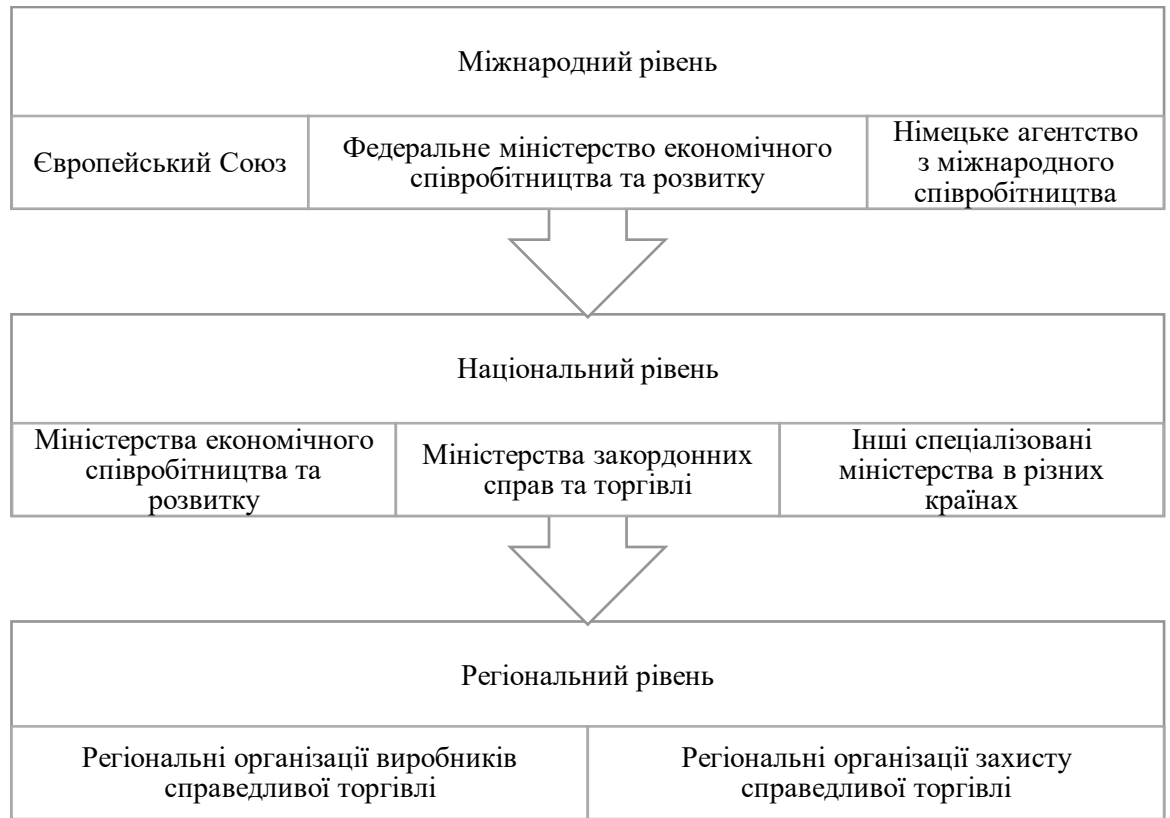 Міжнародний рівень
Європейський Союз
Федеральне міністерство економічного
співробітництва та розвитку
Німецьке агентство
з міжнародного
співробітництва
Національний рівень
Міністерства економічного
співробітництва та
розвитку
Міністерства закордонних
справ та торгівлі
Інші спеціалізовані
міністерства в різних
країнах
Регіональний рівень
Регіональні організації виробників
справедливої торгівлі
Регіональні організації захисту
справедливої торгівлі